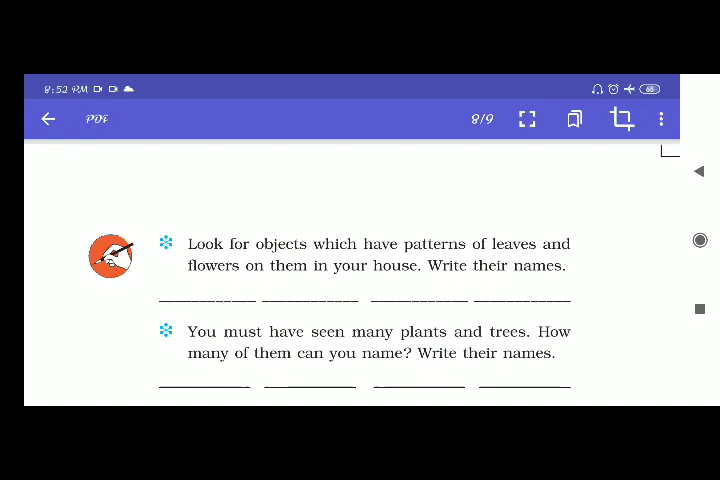 8:52 PM 65
PDF 8/9
Look for objects which have patterns of leaves and
flowers on them in your house. Write their names.
You must have seen many plants and trees. How
many of them can you name? Write their names.